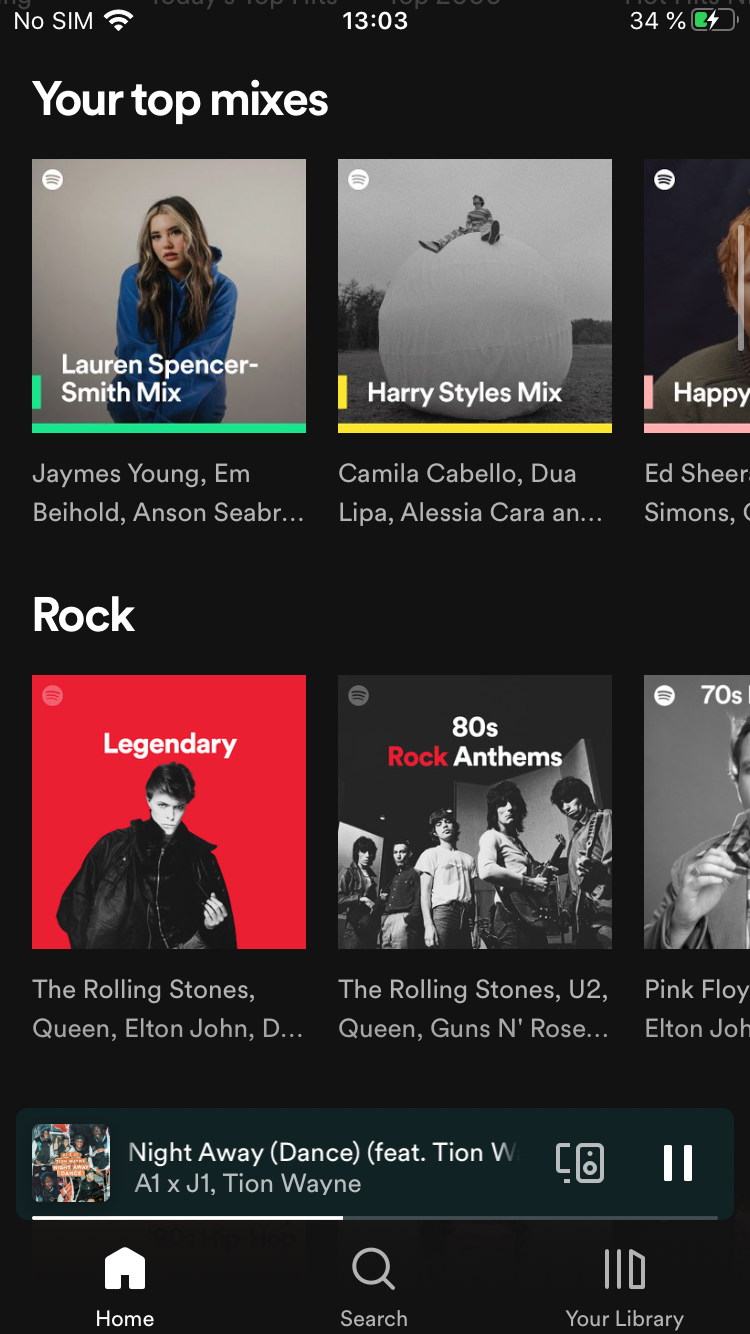 No SIM 13:03 34 %
Your top mixes
Lauren Spencer-
Smith Mix
Harry Styles Mix
Happy
Jaymes Young, Em
Beihold, Anson Seabr...
Camila Cabello, Dua
Lipa, Alessia Cara an...
Ed Sheer
Simons,
Rock
Legendary
80s
Rock Anthems
70s
The Rolling Stones,
Queen, Elton John, D...
The Rolling Stones, U2,
Queen, Guns N' Rose...
Pink Floy
Elton Joh
NIGHT AWAY
DANCE
Night Away (Dance) (feat. Tion W
A1 x J1, Tion Wayne
Home
Search
Your Library